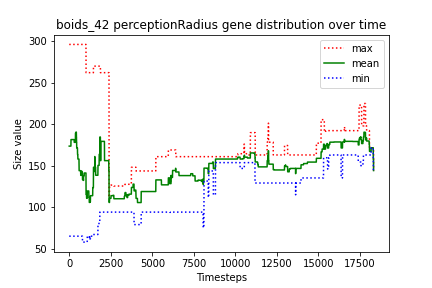 boids_42 perceptionRadius gene distribution over time
300
250
200
150
100
50
Size value
max
mean
min
0 2500 5000 7500 10000 12500 15000 17500
Timesteps